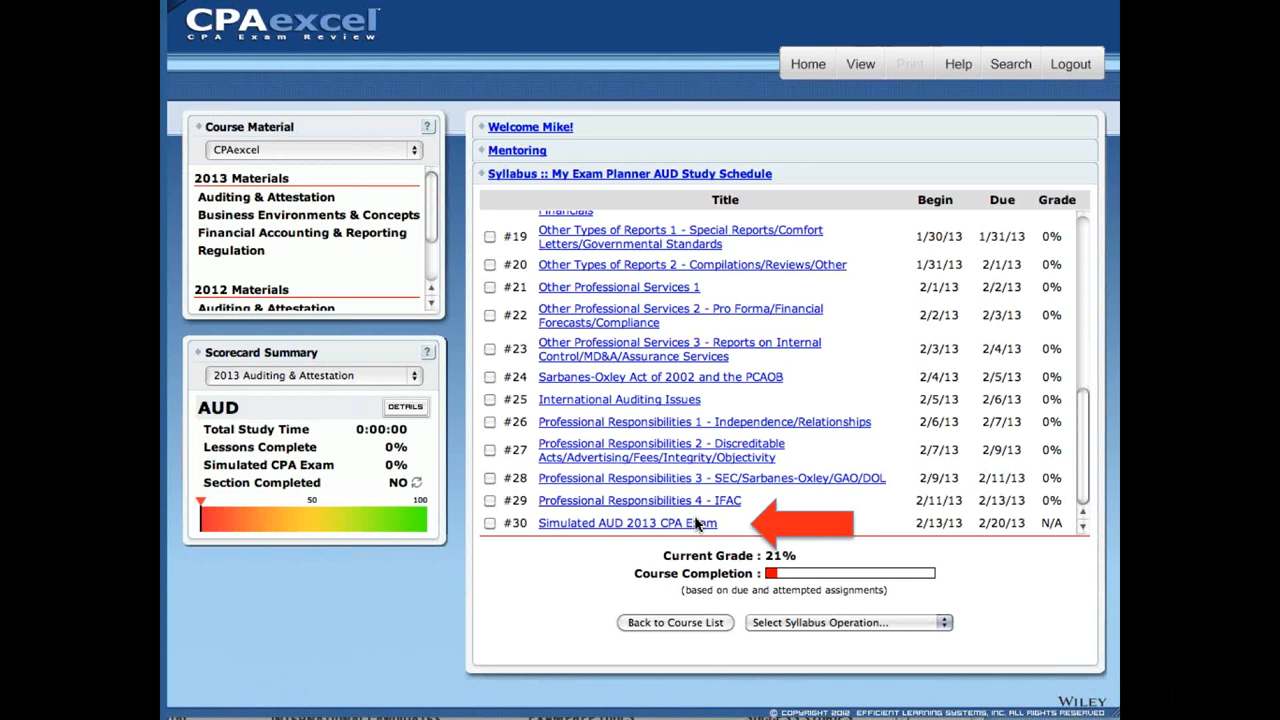 CPAexcel
CPA Exam Review
Home View Print Help Search Logout
Course Material ?
CPAexcel
2013 Materials
Auditing & Attestation
Business Environments & Concepts
Financial Accounting & Reporting
Regulation
2012 Materials
Auditing & Attestation
Scorecard Summary ?
2013 Auditing & Attestation
AUD DETAILS
Total Study Time 0:00:00
Lessons Complete 0%
Simulated CPA Exam 0%
Section Completed NO
50 100
Welcome Mike!
Mentoring
Syllabus :: My Exam Planner AUD Study Schedule
Title Begin Due Grade
Financials
#19 Other Types of Reports 1 - Special Reports/Comfort
Letters/Governmental Standards 1/30/13 1/31/13 0%
#20 Other Types of Reports 2 - Compilations/Reviews/Other 1/31/13 2/1/13 0%
#21 Other Professional Services 1 2/1/13 2/2/13 0%
#22 Other Professional Services 2 - Pro Forma/Financial
Forecasts/Compliance 2/2/13 2/3/13 0%
#23 Other Professional Services 3 - Reports on Internal
Control/MD&A/Assurance Services 2/3/13 2/4/13 0%
#24 Sarbanes-Oxley Act of 2002 and the PCAOB 2/4/13 2/5/13 0%
#25 International Auditing Issues 2/5/13 2/6/13 0%
#26 Professional Responsibilities 1 - Independence/Relationships 2/6/13 2/7/13 0%
#27 Professional Responsibilities 2 - Discreditable
Acts/Advertising/Fees/Integrity/Objectivity 2/7/13 2/9/13 0%
#28 Professional Responsibilities 3 - SEC/Sarbanes-Oxley/GAO/DOL 2/9/13 2/11/13 0%
#29 Professional Responsibilities 4 - IFAC 2/11/13 2/13/13 0%
#30 Simulated AUD 2013 CPA Exam 2/13/13 2/20/13 N/A
Current Grade : 21%
Course Completion :
(based on due and attempted assignments)
Back to Course List Select Syllabus Operation...
WILEY
© COPYRIGHT 2012 EFFICIENT LEARNING SYSTEMS, INC. ALL RIGHTS RESERVED